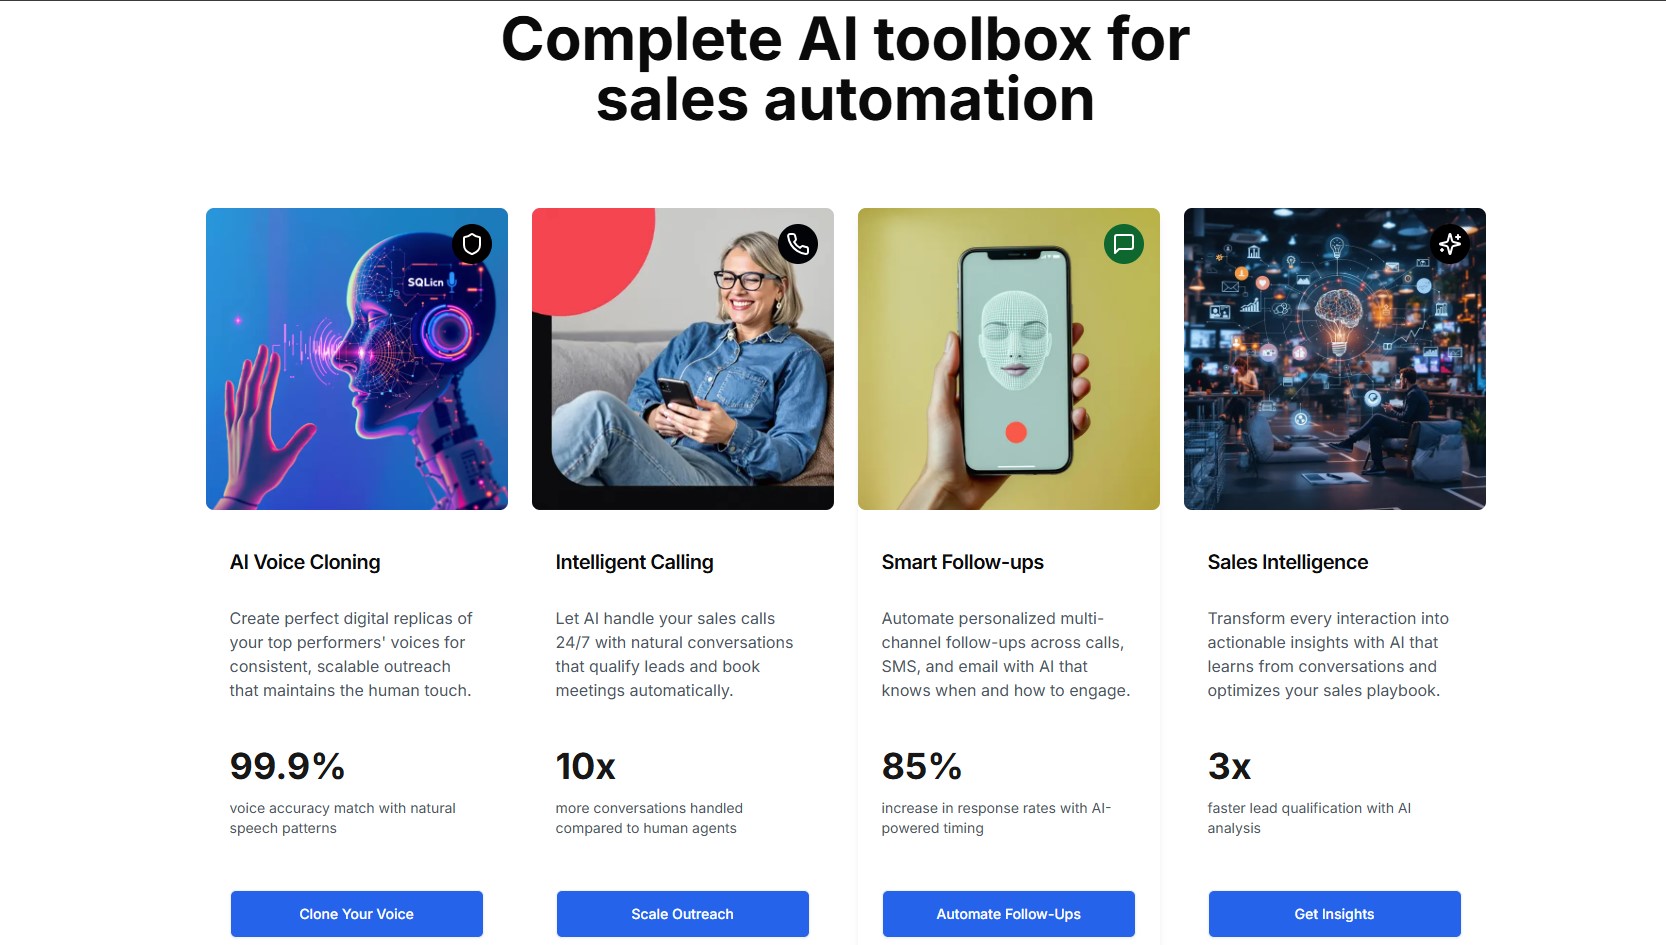 Complete AI toolbox for
sales automation
SQLicn
AI Voice Cloning
Create perfect digital replicas of
your top performers' voices for
consistent, scalable outreach
that maintains the human touch.
99.9%
voice accuracy match with natural
speech patterns
Clone Your Voice
Intelligent Calling
Let AI handle your sales calls
24/7 with natural conversations
that qualify leads and book
meetings automatically.
10x
more conversations handled
compared to human agents
Scale Outreach
Smart Follow-ups
Automate personalized multi-
channel follow-ups across calls,
SMS, and email with AI that
knows when and how to engage.
85%
increase in response rates with AI-
powered timing
Automate Follow-Ups
Sales Intelligence
Transform every interaction into
actionable insights with AI that
learns from conversations and
optimizes your sales playbook.
3x
faster lead qualification with AI
analysis
Get Insights